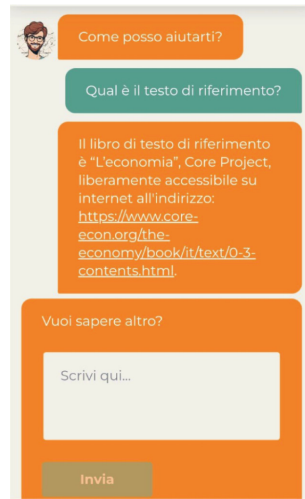 Come posso aiutarti?
Qual è il testo di riferimento?
Il libro di testo di riferimento
è "L'economia", Core Project,
liberamente accessibile su
internet all'indirizzo:
https://www.core-
econ.org/the-
economy/book/it/text/0-3-
contents.html.
Vuoi sapere altro?
Scrivi qui...
Invia